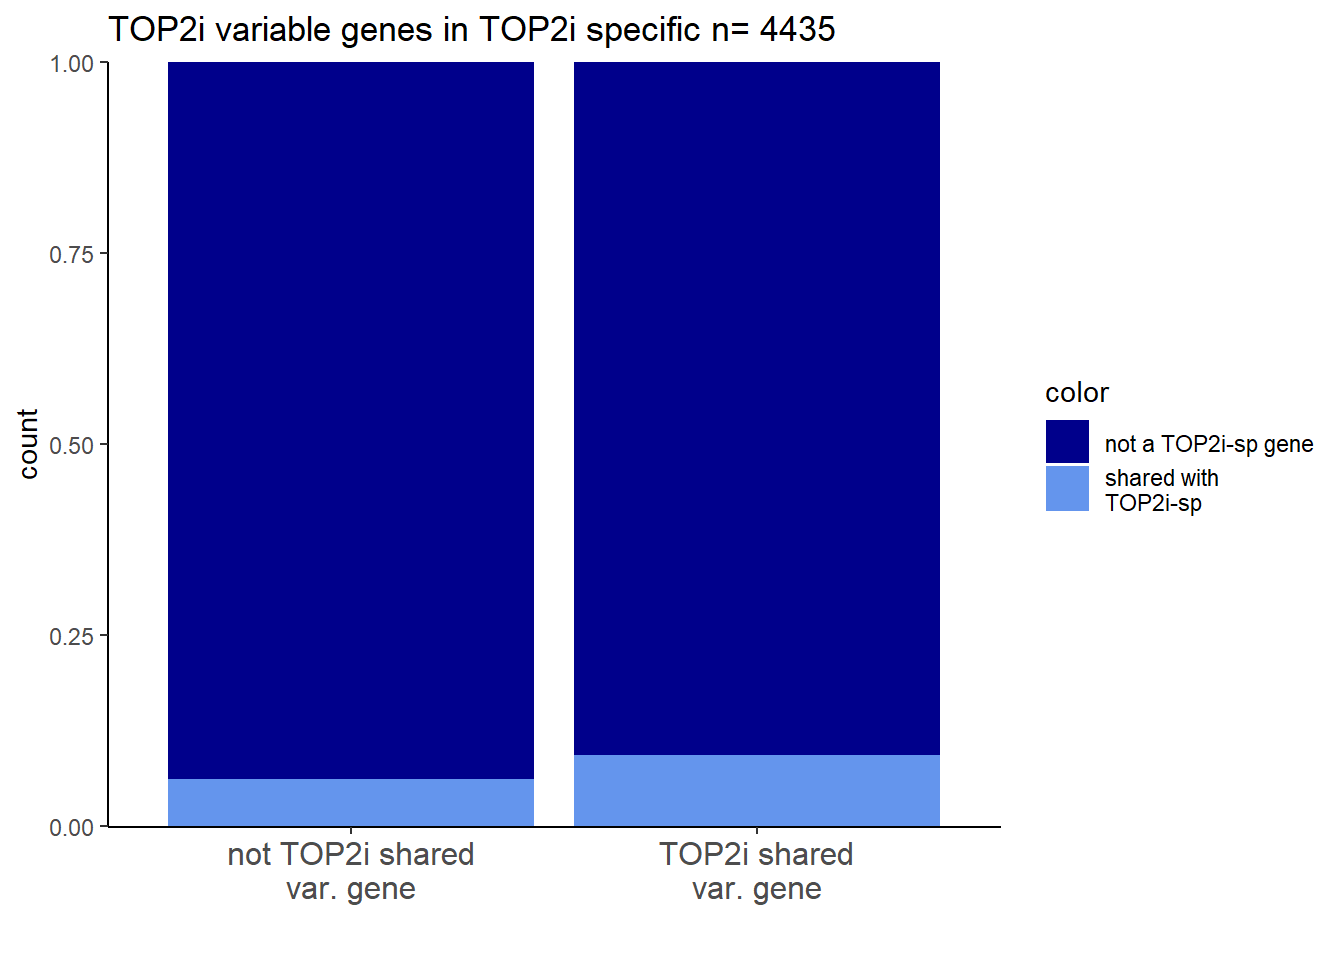 TOP2i variable genes in TOP2i specific n= 4435
1.00
0.75
0.50
0.25
0.00
count
not TOP2i shared
var. gene
TOP2i shared
var. gene
color
not a TOP2i-sp gene
shared with
TOP2i-sp